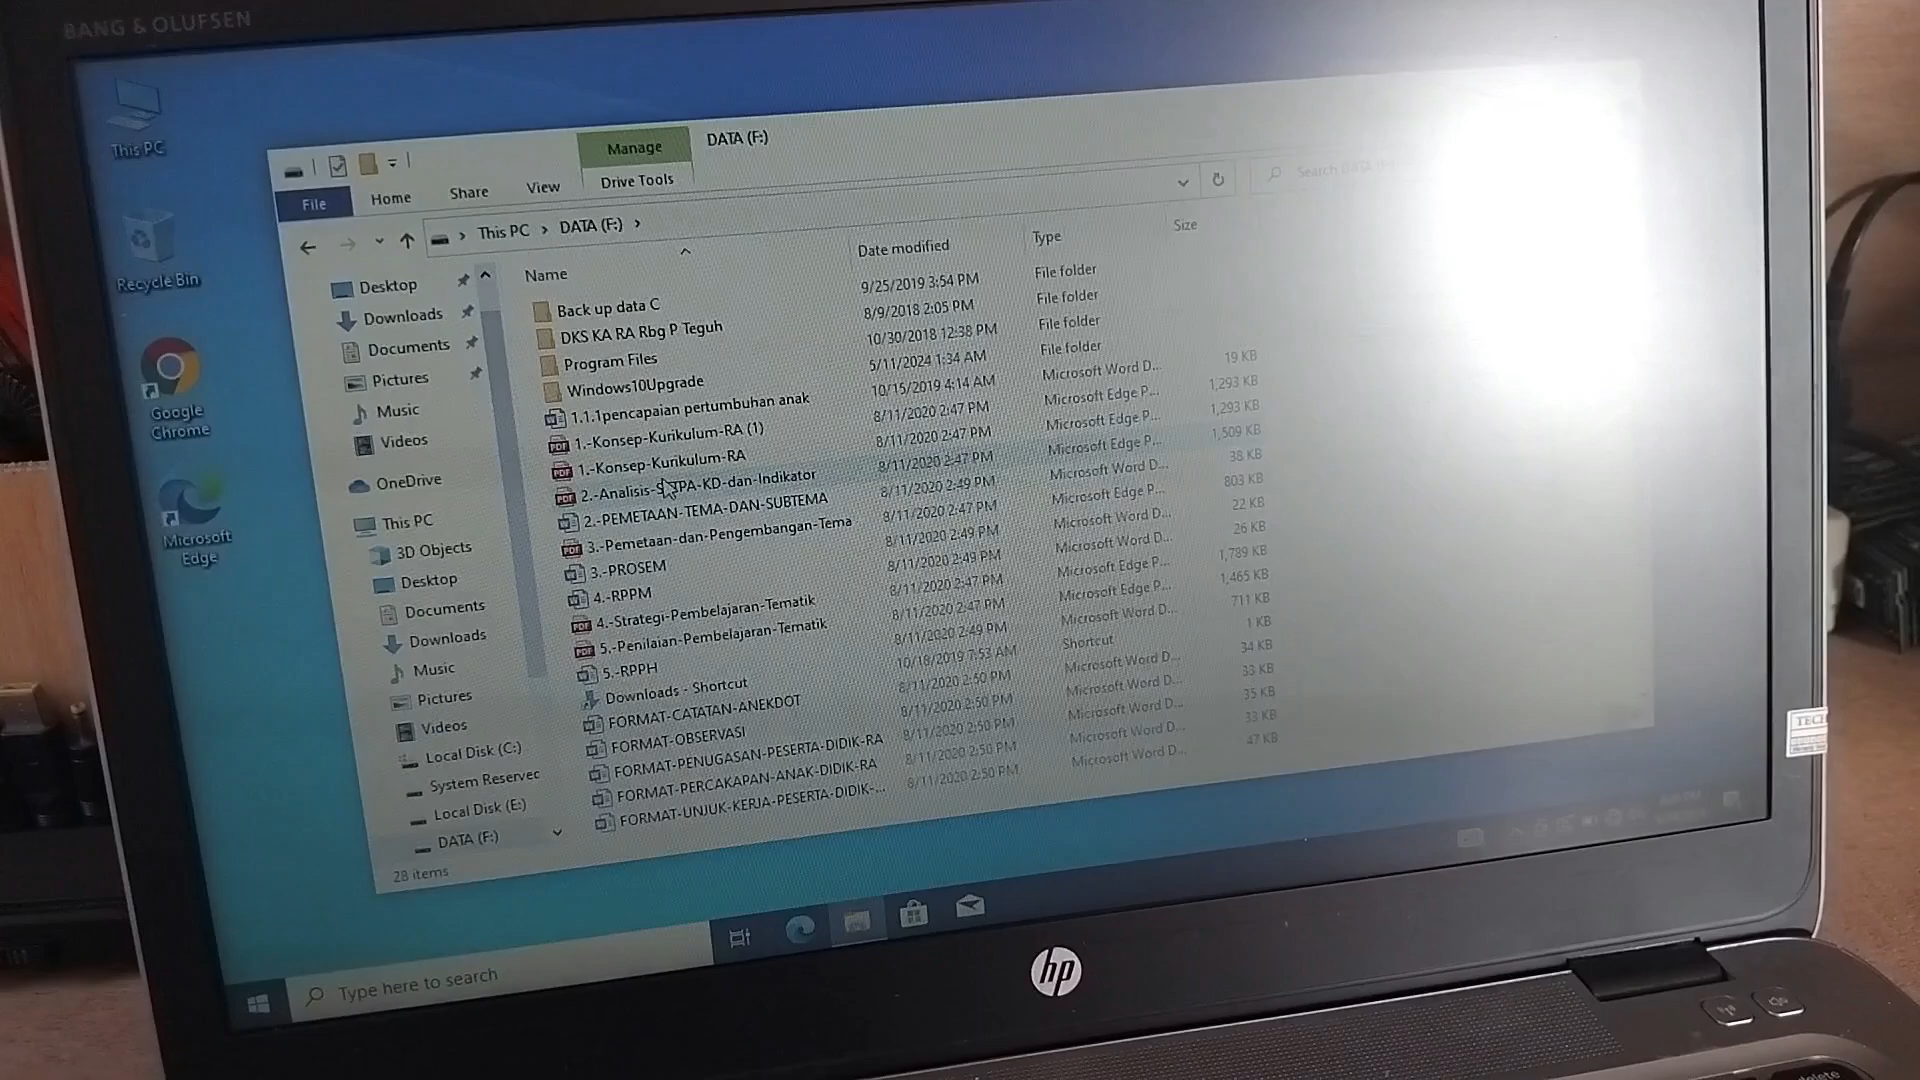 BANG & OLUFSEN
This PC
Recycle Bin
Google
Chrome
Microsoft
Edge
Manage
DATA (F:)
File
Home
Share
View
Drive Tools
This PC
DATA (F:)
Search
Name
Date modified
Type
Size
Desktop
Downloads
Documents
Pictures
Music
Videos
OneDrive
This PC
3D Objects
Desktop
Documents
Downloads
Music
Pictures
Videos
Local Disk (C:)
System Reserved
Local Disk (E:)
DATA (F:)
Back up data C 9/25/2019 3:54 PM File folder
DKS KA RA Rbg P Teguh 8/9/2018 2:05 PM File folder
Program Files 10/30/2018 12:38 PM File folder
Windows10Upgrade 5/11/2024 1:34 AM File folder
1.1.1pencapaian pertumbuhan anak 10/15/2019 4:14 AM Microsoft Word D... 19 KB
1.-Konsep-Kurikulum-RA (1) 8/11/2020 2:47 PM Microsoft Edge P... 1,293 KB
1.-Konsep-Kurikulum-RA 8/11/2020 2:47 PM Microsoft Edge P... 1,293 KB
2.-Analisis-STPA-KD-dan-Indikator 8/11/2020 2:47 PM Microsoft Edge P... 1,509 KB
2.-PEMETAAN-TEMA-DAN-SUBTEMA 8/11/2020 2:49 PM Microsoft Word D... 38 KB
3.-Pemetaan-dan-Pengembangan-Tema 8/11/2020 2:47 PM Microsoft Edge P... 803 KB
3.-PROSEM 8/11/2020 2:49 PM Microsoft Word D... 22 KB
4.-RPPM 8/11/2020 2:49 PM Microsoft Word D... 26 KB
4.-Strategi-Pembelajaran-Tematik 8/11/2020 2:47 PM Microsoft Edge P... 1,789 KB
5.-Penilaian-Pembelajaran-Tematik 8/11/2020 2:47 PM Microsoft Edge P... 1,465 KB
5.-RPPH 8/11/2020 2:49 PM Microsoft Word D... 711 KB
Downloads - Shortcut 10/18/2019 7:53 AM Shortcut 1 KB
FORMAT-CATATAN-ANEKDOT 8/11/2020 2:50 PM Microsoft Word D... 34 KB
FORMAT-OBSERVASI 8/11/2020 2:50 PM Microsoft Word D... 33 KB
FORMAT-PENUGASAN-PESERTA-DIDIK-RA 8/11/2020 2:50 PM Microsoft Word D... 35 KB
FORMAT-PERCAKAPAN-ANAK-DIDIK-RA 8/11/2020 2:50 PM Microsoft Word D... 33 KB
FORMAT-UNJUK-KERJA-PESERTA-DIDIK-... 8/11/2020 2:50 PM Microsoft Word D... 47 KB
28 items
Type here to search
hp
TECH